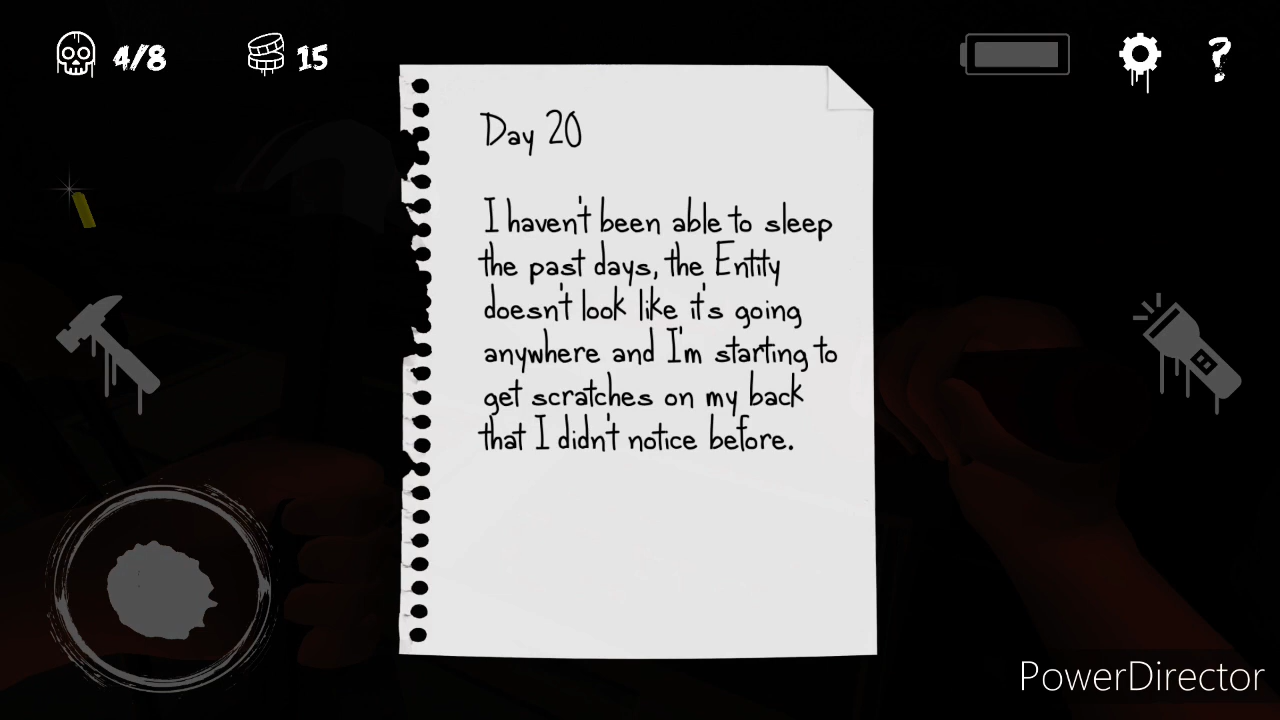 4/8
15
?
Day 20
I haven't been able to sleep
the past days, the Entity
doesn't look like it's going
anywhere and I'm starting to
get scratches on my back
that I didn't notice before.
PowerDirector